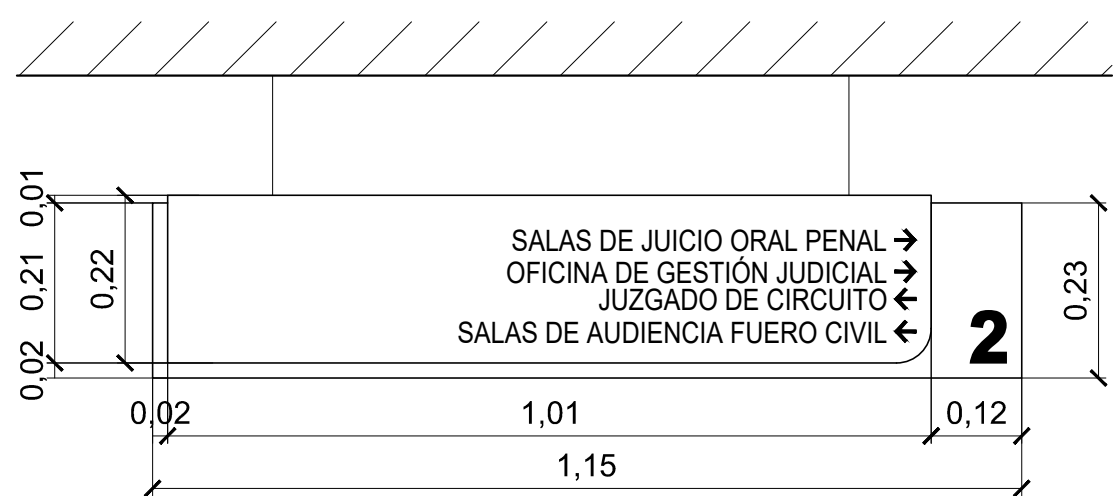 0,01
0,21
0,22
0,02
SALAS DE JUICIO ORAL PENAL →
OFICINA DE GESTIÓN JUDICIAL →
JUZGADO DE CIRCUITO ←
SALAS DE AUDIENCIA FUERO CIVIL ←
2
0,23
0,02
1,01
0,12
1,15